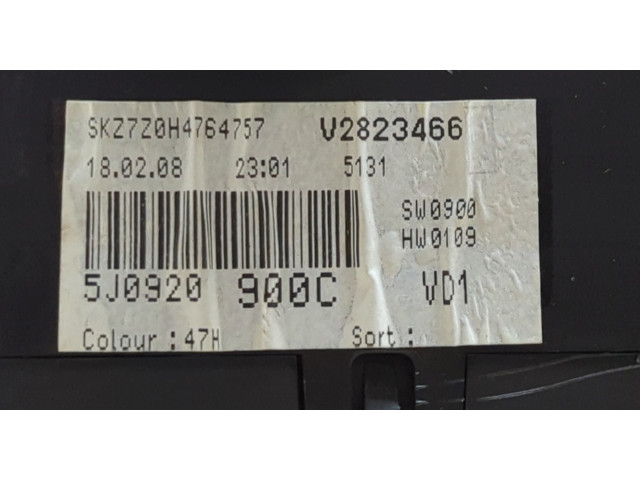 SKZ7Z0H4764757 V2823466
18.02.08 23:01 5131
SW0900
HW0109
5J0920 900C VD1
Colour : 47H Sort :